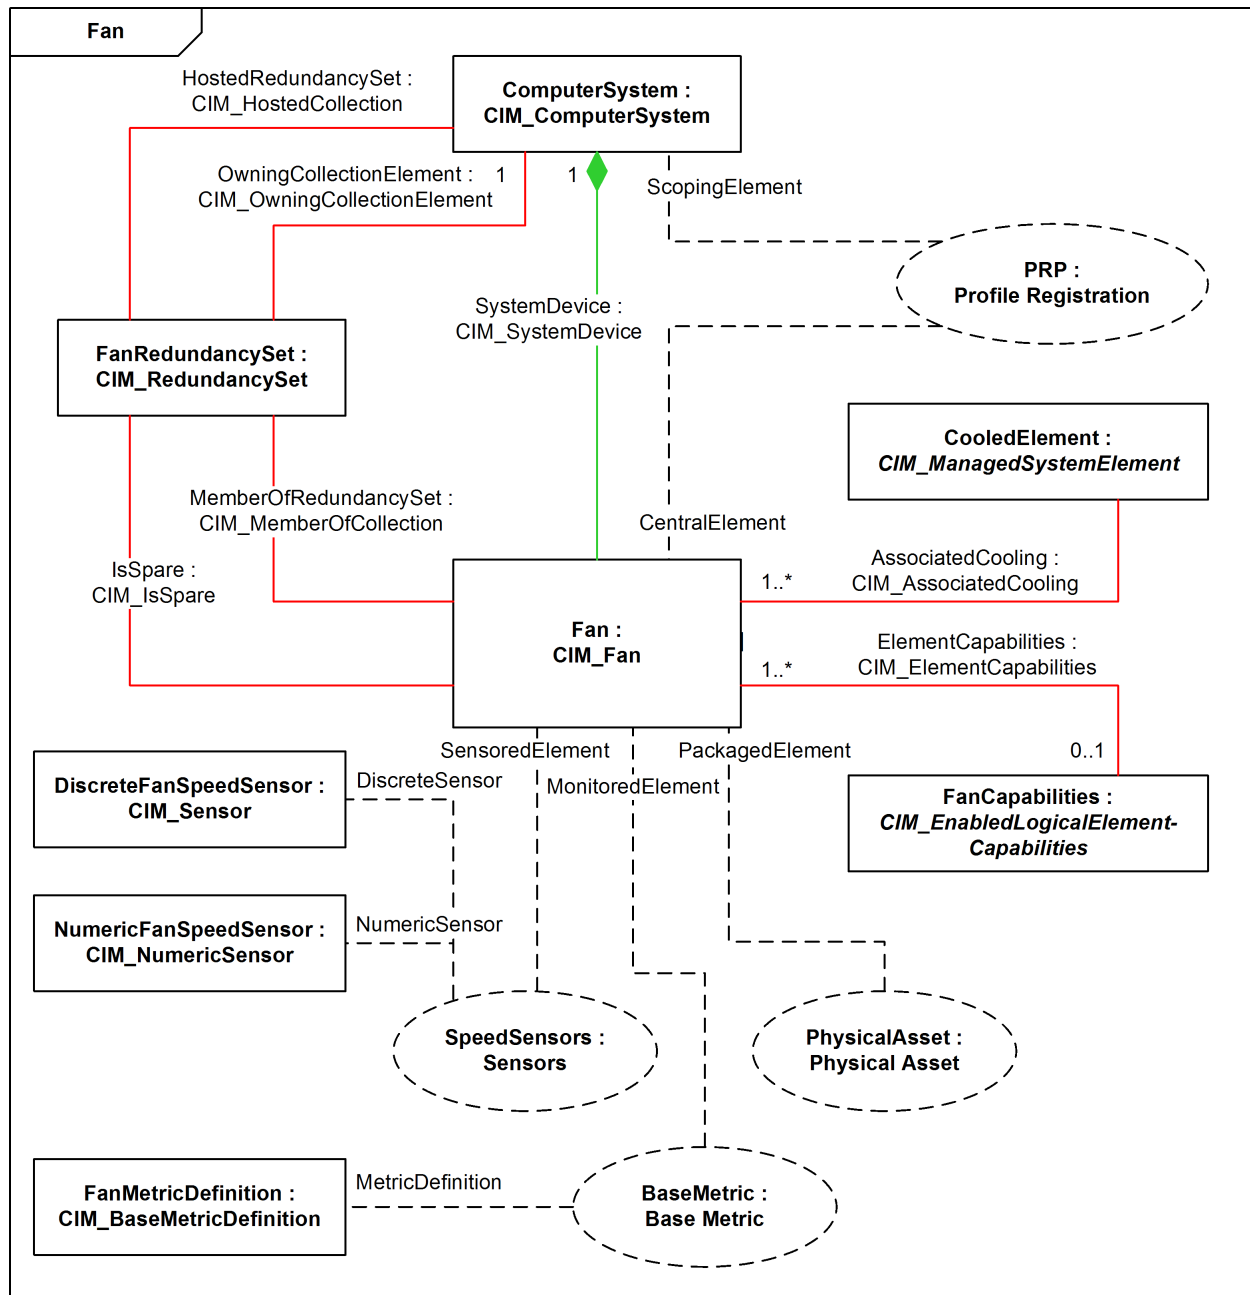 Fan
HostedRedundancySet :
CIM_HostedCollection
ComputerSystem :
CIM_ComputerSystem
OwningCollectionElement :
CIM_OwningCollectionElement
1
1
ScopingElement
PRP :
Profile Registration
SystemDevice :
CIM_SystemDevice
FanRedundancySet :
CIM_RedundancySet
CooledElement :
CIM_ManagedSystemElement
MemberOfRedundancySet :
CIM_MemberOfCollection
CentralElement
IsSpare :
CIM_IsSpare
AssociatedCooling :
CIM_AssociatedCooling
1..*
Fan :
CIM_Fan
ElementCapabilities :
CIM_ElementCapabilities
1..*
0..1
SensoredElement
MonitoredElement
PackagedElement
DiscreteFanSpeedSensor :
CIM_Sensor
DiscreteSensor
FanCapabilities :
CIM_EnabledLogicalElement-
Capabilities
NumericFanSpeedSensor :
CIM_NumericSensor
NumericSensor
SpeedSensors :
Sensors
PhysicalAsset :
Physical Asset
FanMetricDefinition :
CIM_BaseMetricDefinition
MetricDefinition
BaseMetric :
Base Metric